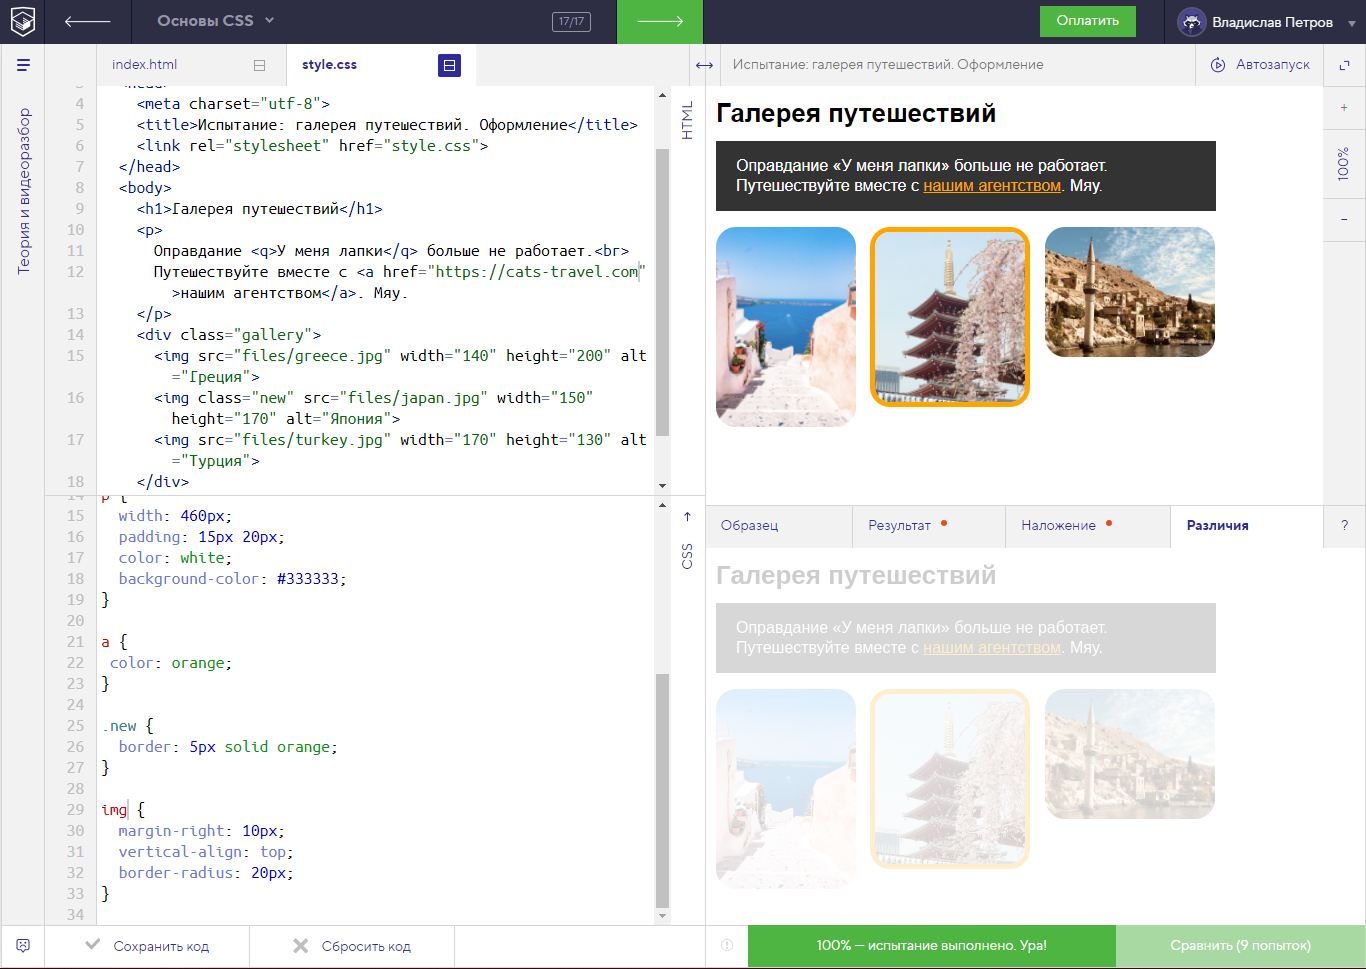 Основы CSS
17/17
Оплатить
Владислав Петров
index.html
style.css
Испытание: галерея путешествий. Оформление
Автозапуск
Теория и видеоразбор
3 <head>
4 <meta charset="utf-8">
5 <title>Испытание: галерея путешествий. Оформление</title>
6 <link rel="stylesheet" href="style.css">
7 </head>
8 <body>
9 <h1>Галерея путешествий</h1>
10 <p>
11 Оправдание <q>У меня лапки</q> больше не работает.<br>
12 Путешествуйте вместе с <a href="https://cats-travel.com"
>нашим агентством</a>. Мяу.
13 </p>
14 <div class="gallery">
15 <img src="files/greece.jpg" width="140" height="200" alt
="Греция">
16 <img class="new" src="files/japan.jpg" width="150"
height="170" alt="Япония">
17 <img src="files/turkey.jpg" width="170" height="130" alt
="Турция">
18 </div>
HTML
14 p {
15 width: 460px;
16 padding: 15px 20px;
17 color: white;
18 background-color: #333333;
19 }
20
21 a {
22 color: orange;
23 }
24
25 .new {
26 border: 5px solid orange;
27 }
28
29 img {
30 margin-right: 10px;
31 vertical-align: top;
32 border-radius: 20px;
33 }
34
CSS
Сохранить код
Сбросить код
Галерея путешествий
Оправдание «У меня лапки» больше не работает.
Путешествуйте вместе с нашим агентством. Мяу.
+
100%
−
Образец
Результат
Наложение
Различия
?
Галерея путешествий
Оправдание «У меня лапки» больше не работает.
Путешествуйте вместе с нашим агентством. Мяу.
100% — испытание выполнено. Ура!
Сравнить (9 попыток)